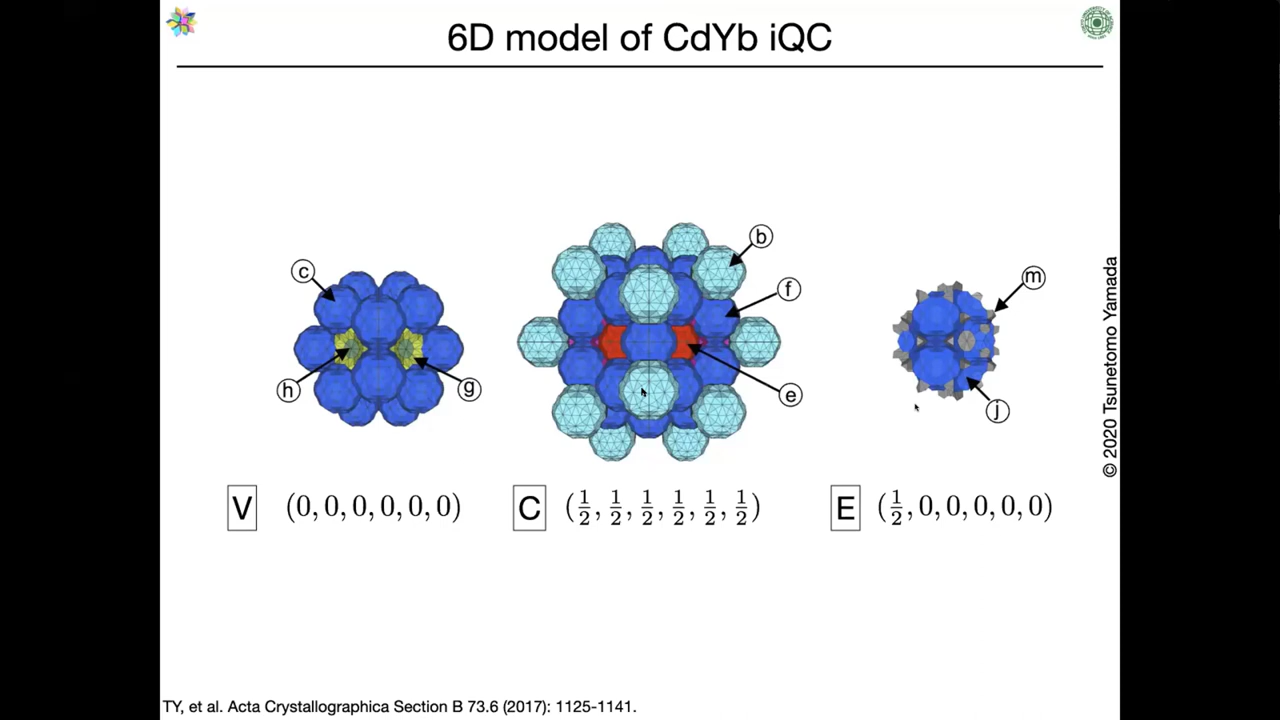 6D model of CdYb iQC
b
c
m
f
h
g
e
j
V (0, 0, 0, 0, 0, 0)
C (1/2, 1/2, 1/2, 1/2, 1/2, 1/2)
E (1/2, 0, 0, 0, 0, 0)
© 2020 Tsunetomo Yamada
TY, et al. Acta Crystallographica Section B 73.6 (2017): 1125-1141.